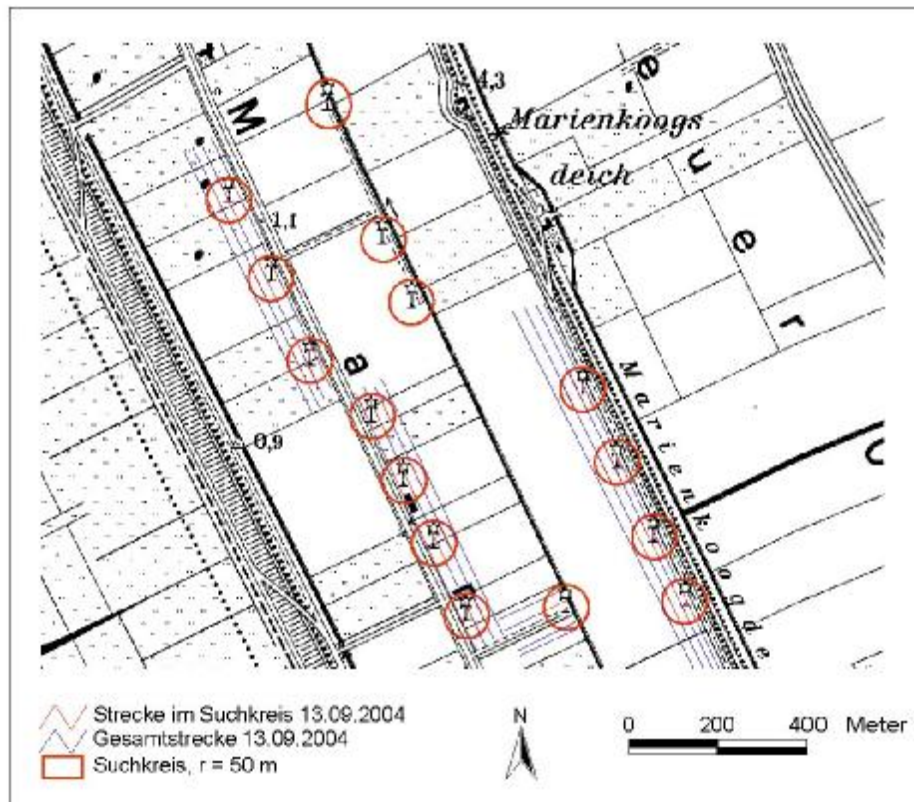 4,3
Marienkoogs
deich
M
a
r
e
u
e
r
1,1
0,9
Marienkoogde
Strecke im Suchkreis 13.09.2004
Gesamtstrecke 13.09.2004
Suchkreis, r = 50 m
N
0 200 400 Meter